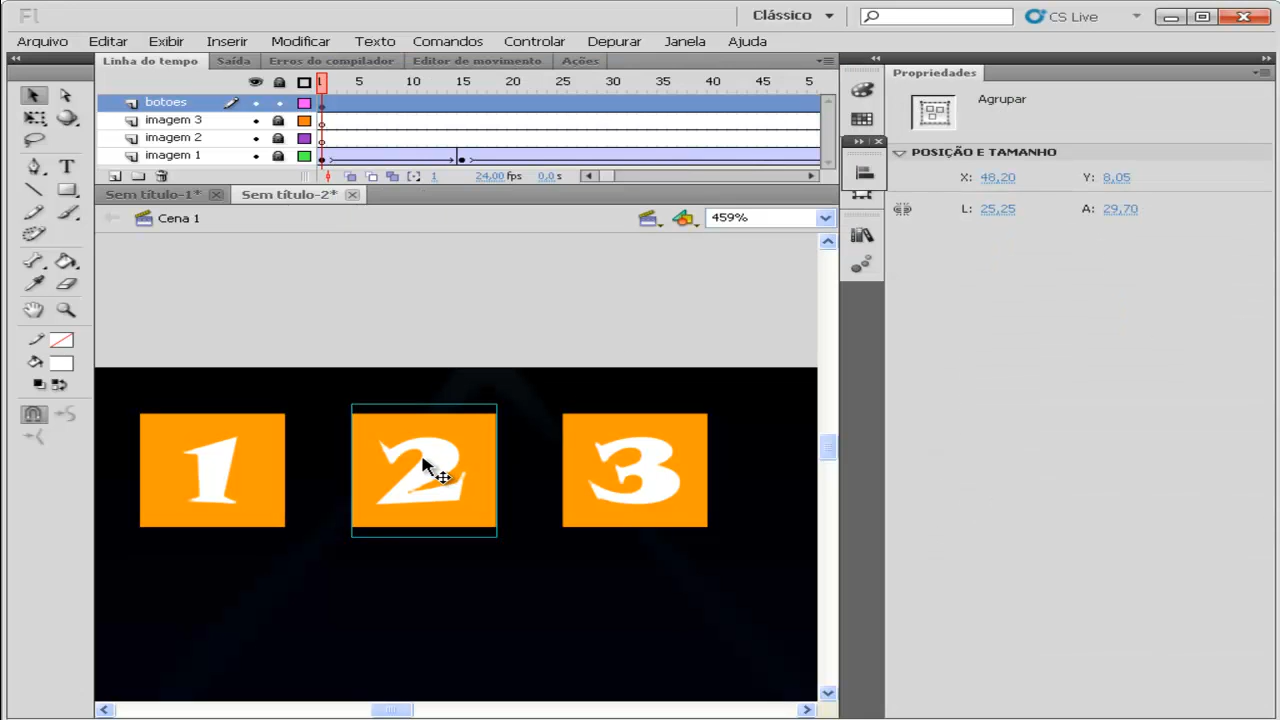 Fl
Clássico
CS Live
Arquivo Editar Exibir Inserir Modificar Texto Comandos Controlar Depurar Janela Ajuda
Linha do tempo Saída Erros do compilador Editor de movimento Ações
Propriedades
1 5 10 15 20 25 30 35 40 45 5
Agrupar
botoes
imagem 3
imagem 2
imagem 1
POSIÇÃO E TAMANHO
X: 48,20 Y: 8,05
L: 25,25 A: 29,70
1 24,00 fps 0,0 s
Sem título-1* Sem título-2*
Cena 1
459%
1 2 3